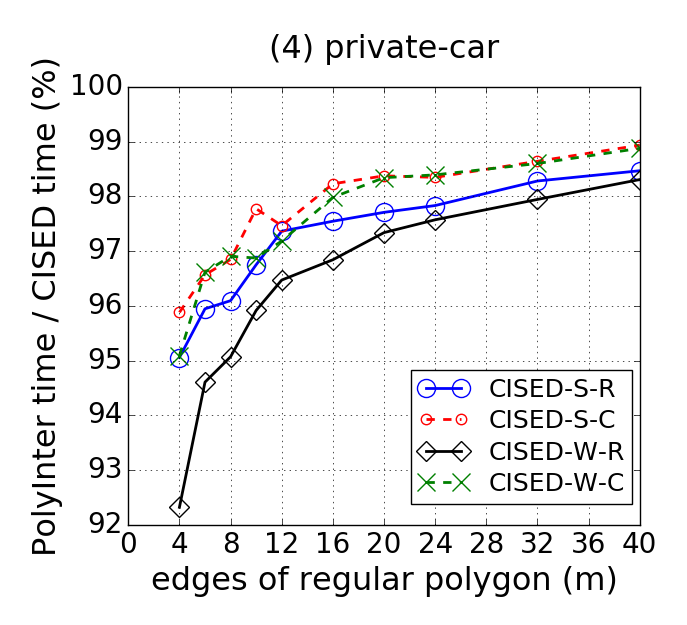 (4) private-car
PolyInter time / CISED time (%)
100
99
98
97
96
95
94
93
92
CISED-S-R
CISED-S-C
CISED-W-R
CISED-W-C
0 4 8 12 16 20 24 28 32 36 40
edges of regular polygon (m)